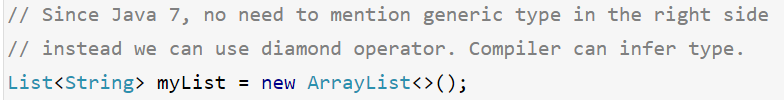 // Since Java 7, no need to mention generic type in the right side
// instead we can use diamond operator. Compiler can infer type.
List<String> myList = new ArrayList<>();